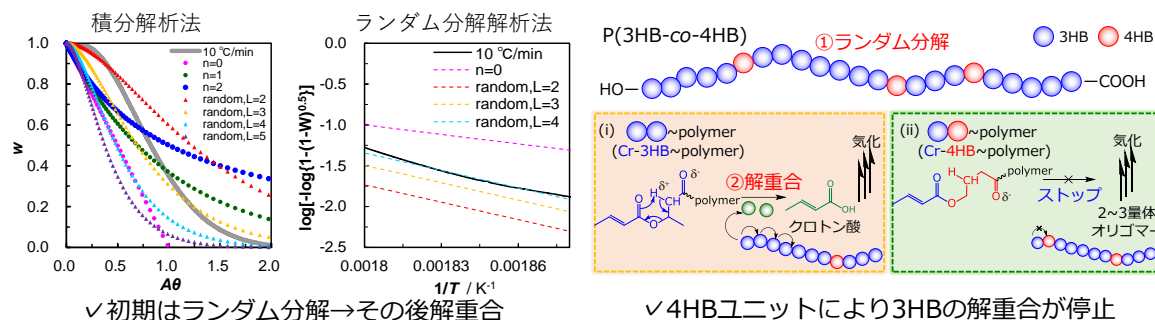 積分解析法
10 ℃/min
n=0
n=1
n=2
random,L=2
random,L=3
random,L=4
random,L=5
1.0
0.8
0.6
0.4
0.2
0.0
w
0.0
0.5
1.0
1.5
2.0
Aθ
ランダム分解解析法
10 ℃/min
n=0
random,L=2
random,L=3
random,L=4
0.0
-0.5
-1.0
-1.5
-2.0
-2.5
log[-log{1-(1-W)^0.5}]
0.0018
0.00183
0.00186
1/T / K-1
✓初期はランダム分解→その後解重合
P(3HB-co-4HB)
①ランダム分解
3HB
4HB
HO
COOH
(i)
~polymer
(Cr-3HB~polymer)
気化
②解重合
δ+
δ-
H
CH
polymer
O
O
O
O
OH
クロトン酸
(ii)
~polymer
(Cr-4HB~polymer)
気化
polymer
CH
H
O
O
O
δ-
ストップ
2~3量体
オリゴマー
✓4HBユニットにより3HBの解重合が停止